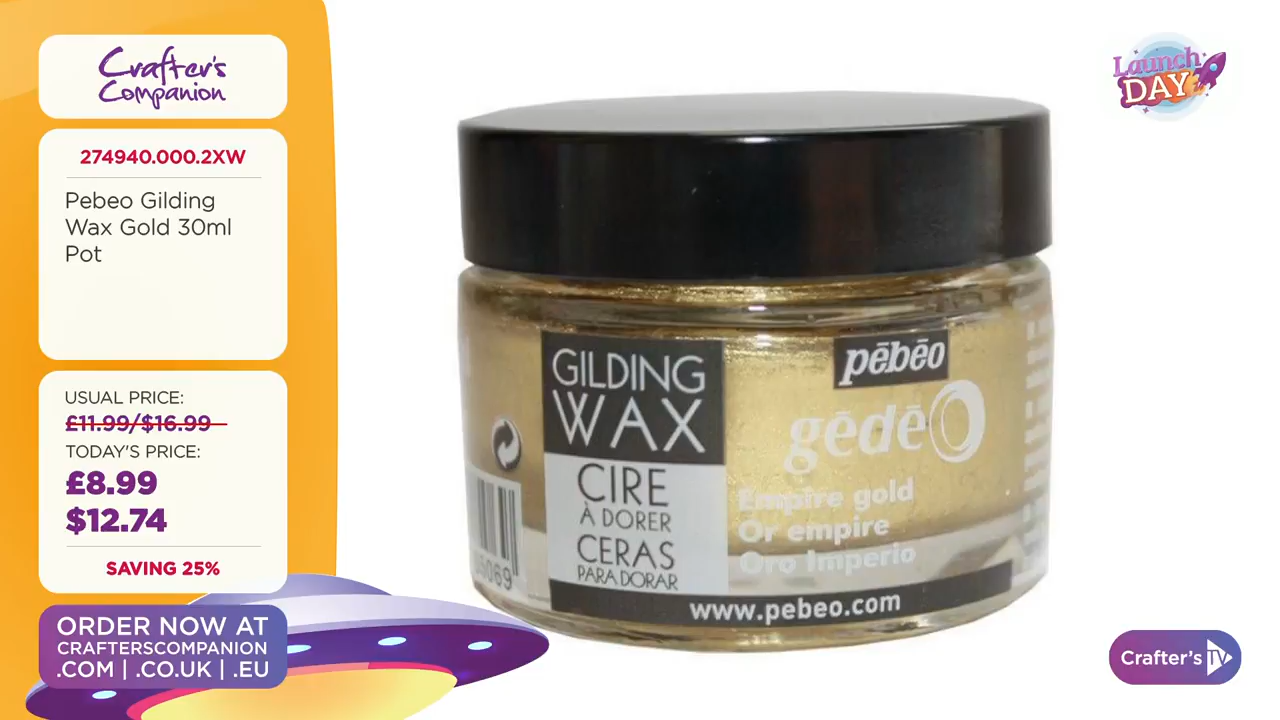 Crafter's
Companion
274940.000.2XW
Pebeo Gilding
Wax Gold 30ml
Pot
USUAL PRICE:
£11.99/$16.99
TODAY'S PRICE:
£8.99
$12.74
SAVING 25%
ORDER NOW AT
CRAFTERSCOMPANION
.COM | .CO.UK | .EU
Launch
DAY
GILDING
WAX
CIRE
À DORER
CERAS
PARA DORAR
pēbēo
gēdēO
Empire gold
Or empire
Oro Imperio
www.pebeo.com
Crafter's TV